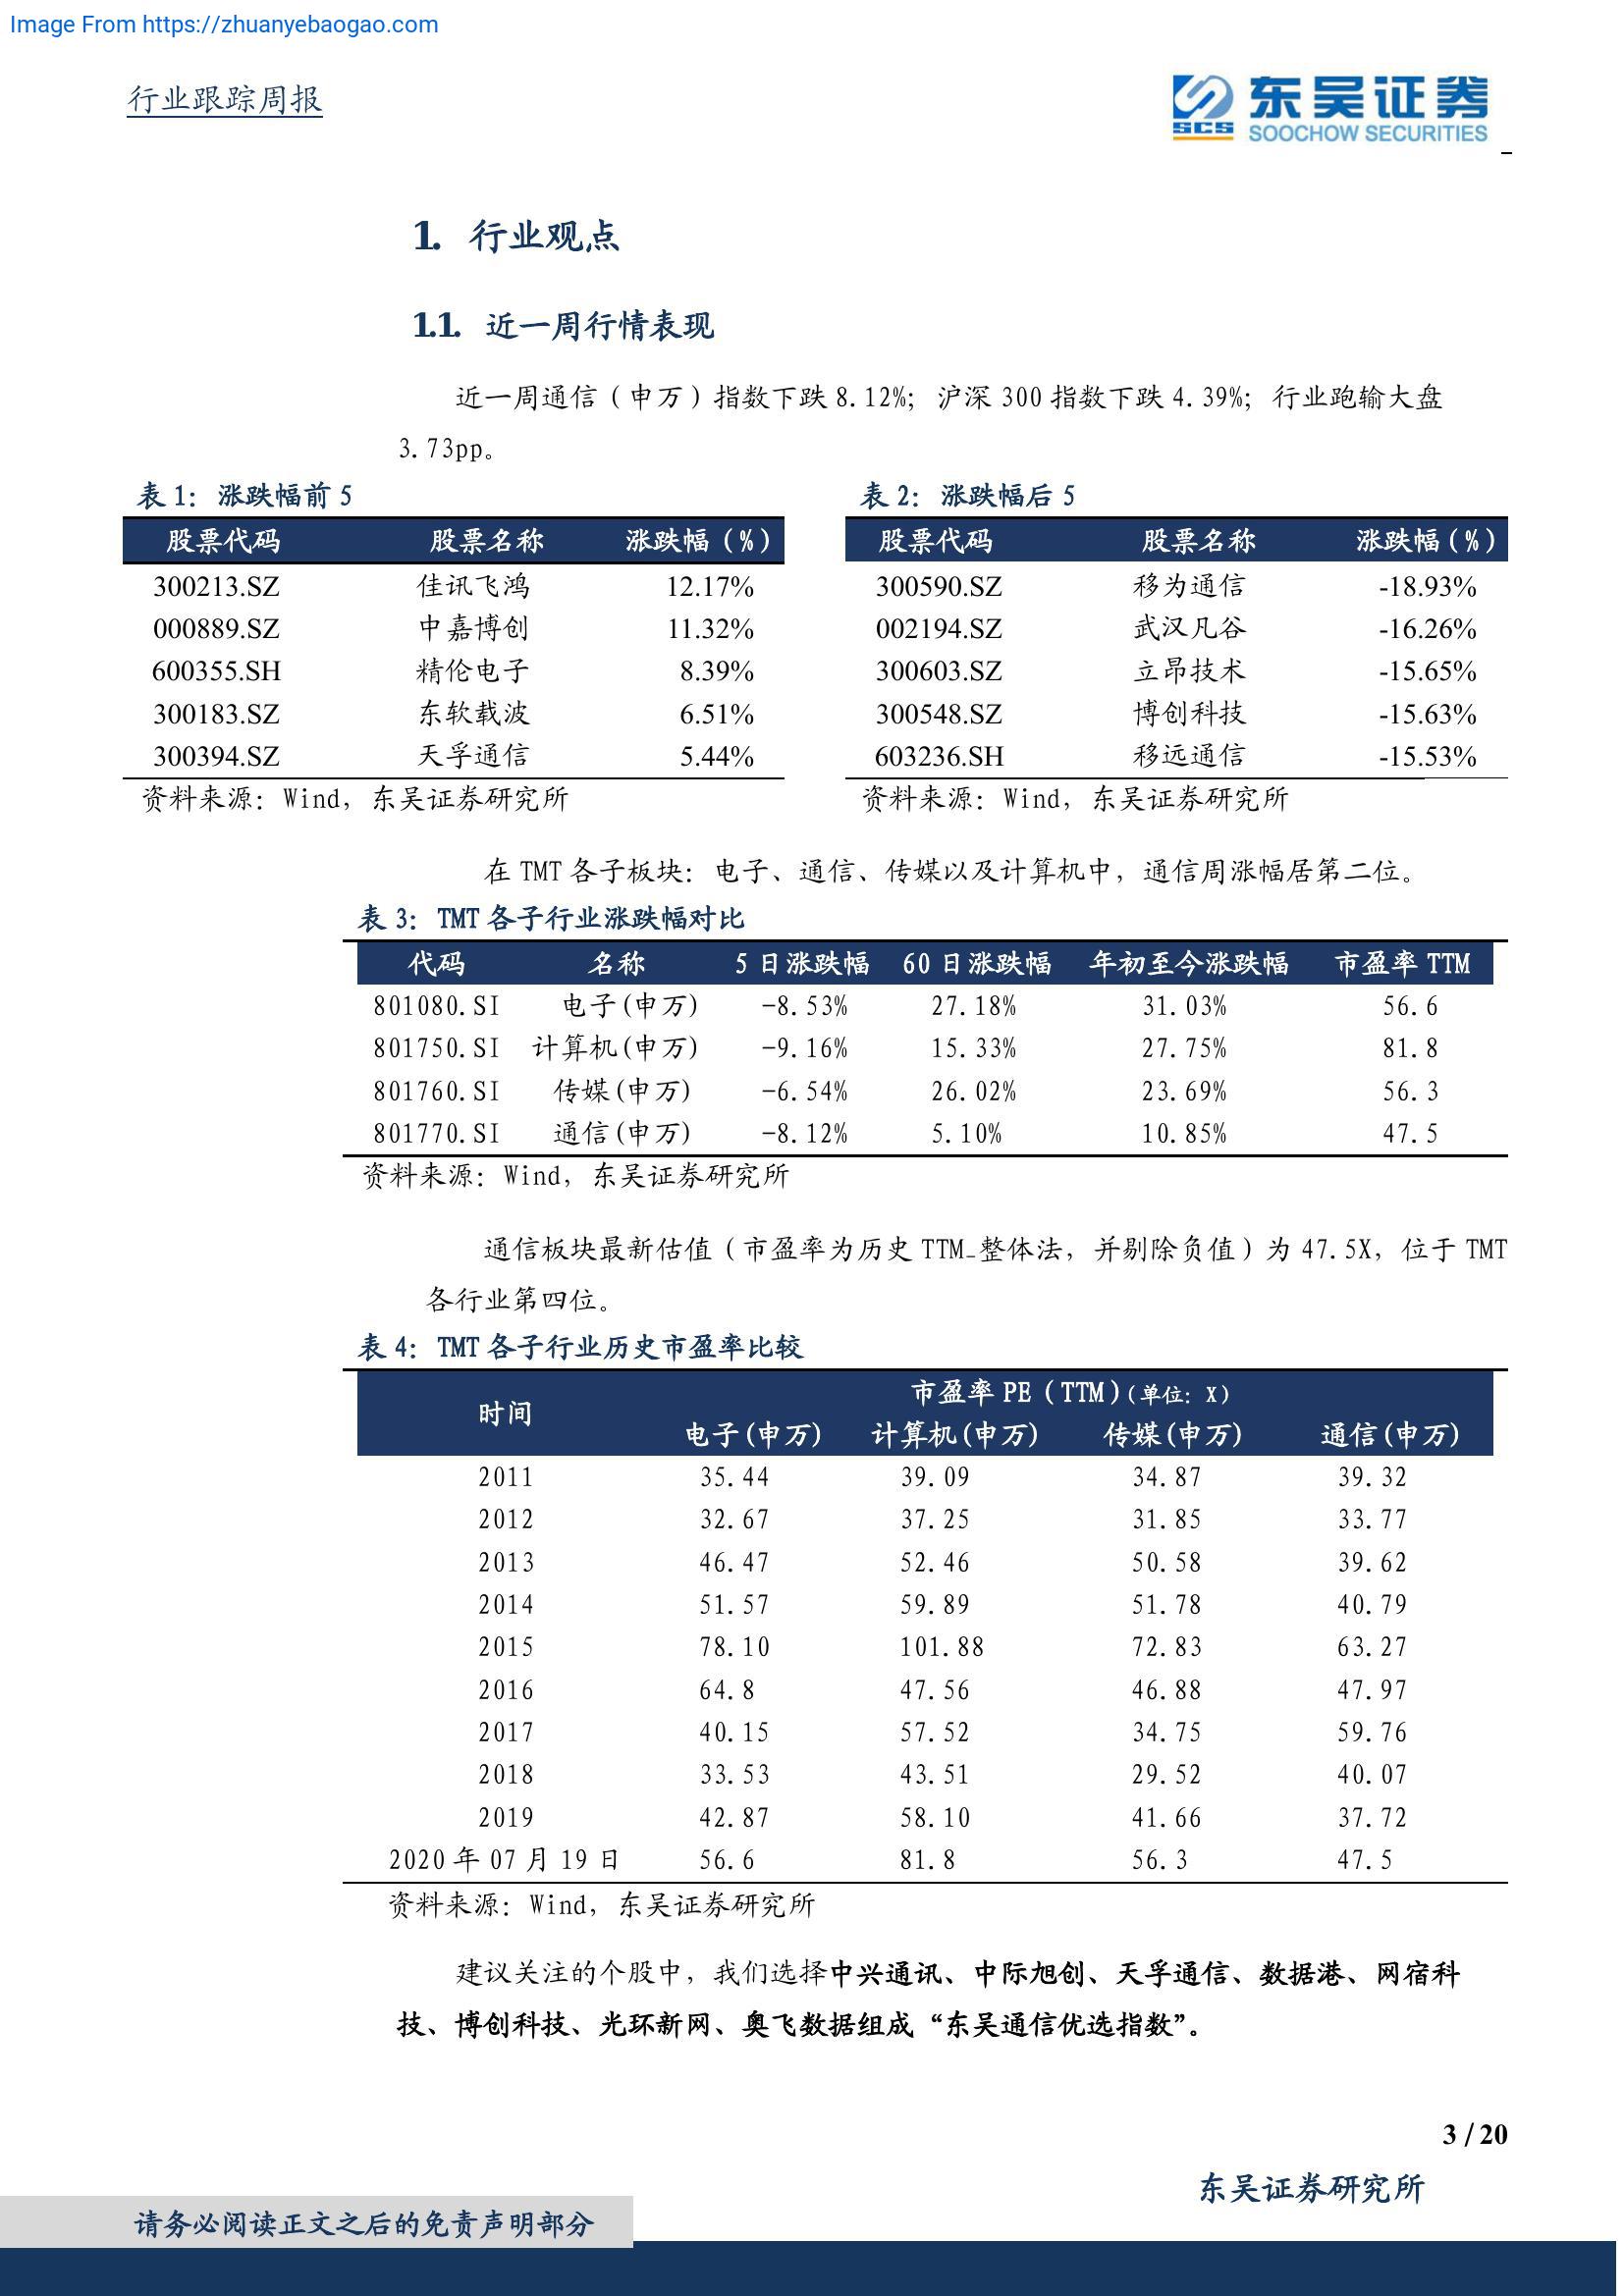 Image From https://zhuanyebaogao.com
行业跟踪周报
SCS 东吴证券
SOOCHOW SECURITIES
1. 行业观点
1.1. 近一周行情表现
近一周通信（申万）指数下跌 8.12%；沪深 300 指数下跌 4.39%；行业跑输大盘
3.73pp。
表 1：涨跌幅前 5
股票代码 股票名称 涨跌幅（%）
300213.SZ 佳讯飞鸿 12.17%
000889.SZ 中嘉博创 11.32%
600355.SH 精伦电子 8.39%
300183.SZ 东软载波 6.51%
300394.SZ 天孚通信 5.44%
资料来源：Wind，东吴证券研究所
表 2：涨跌幅后 5
股票代码 股票名称 涨跌幅（%）
300590.SZ 移为通信 -18.93%
002194.SZ 武汉凡谷 -16.26%
300603.SZ 立昂技术 -15.65%
300548.SZ 博创科技 -15.63%
603236.SH 移远通信 -15.53%
资料来源：Wind，东吴证券研究所
在 TMT 各子板块：电子、通信、传媒以及计算机中，通信周涨幅居第二位。
表 3：TMT 各子行业涨跌幅对比
代码 名称 5 日涨跌幅 60 日涨跌幅 年初至今涨跌幅 市盈率 TTM
801080.SI 电子(申万) -8.53% 27.18% 31.03% 56.6
801750.SI 计算机(申万) -9.16% 15.33% 27.75% 81.8
801760.SI 传媒(申万) -6.54% 26.02% 23.69% 56.3
801770.SI 通信(申万) -8.12% 5.10% 10.85% 47.5
资料来源：Wind，东吴证券研究所
通信板块最新估值（市盈率为历史 TTM_整体法，并剔除负值）为 47.5X，位于 TMT
各行业第四位。
表 4：TMT 各子行业历史市盈率比较
时间 市盈率 PE（TTM）(单位：X)
电子(申万) 计算机(申万) 传媒(申万) 通信(申万)
2011 35.44 39.09 34.87 39.32
2012 32.67 37.25 31.85 33.77
2013 46.47 52.46 50.58 39.62
2014 51.57 59.89 51.78 40.79
2015 78.10 101.88 72.83 63.27
2016 64.8 47.56 46.88 47.97
2017 40.15 57.52 34.75 59.76
2018 33.53 43.51 29.52 40.07
2019 42.87 58.10 41.66 37.72
2020 年 07 月 19 日 56.6 81.8 56.3 47.5
资料来源：Wind，东吴证券研究所
建议关注的个股中，我们选择中兴通讯、中际旭创、天孚通信、数据港、网宿科
技、博创科技、光环新网、奥飞数据组成“东吴通信优选指数”。
3 / 20
东吴证券研究所
请务必阅读正文之后的免责声明部分